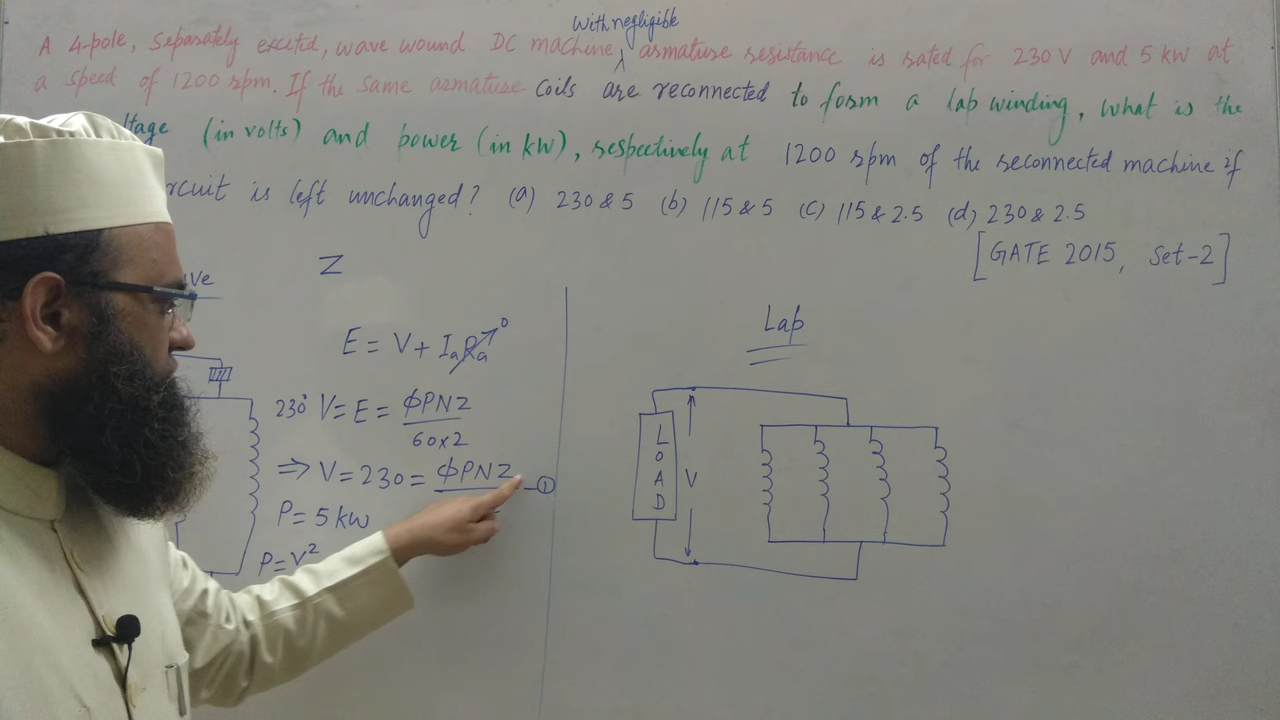 with negligible
A 4-pole, separately excited, wave wound DC machine, armature resistance is rated for 230 V and 5 kW at
a speed of 1200 rpm. If the same armature coils are reconnected to form a lap winding, what is the
ltage (in volts) and power (in kW), respectively at 1200 rpm of the reconnected machine if
rcuit is left unchanged? (a) 230 & 5 (b) 115 & 5 (c) 115 & 2.5 (d) 230 & 2.5
[GATE 2015, Set-2]
ve
Z
E = V + IaRa 0
230 V = E = ΦPNZ
60×2
⇒ V = 230 = ΦPNZ — ①
P = 5 kW
P = V²
Lap
LOAD
V